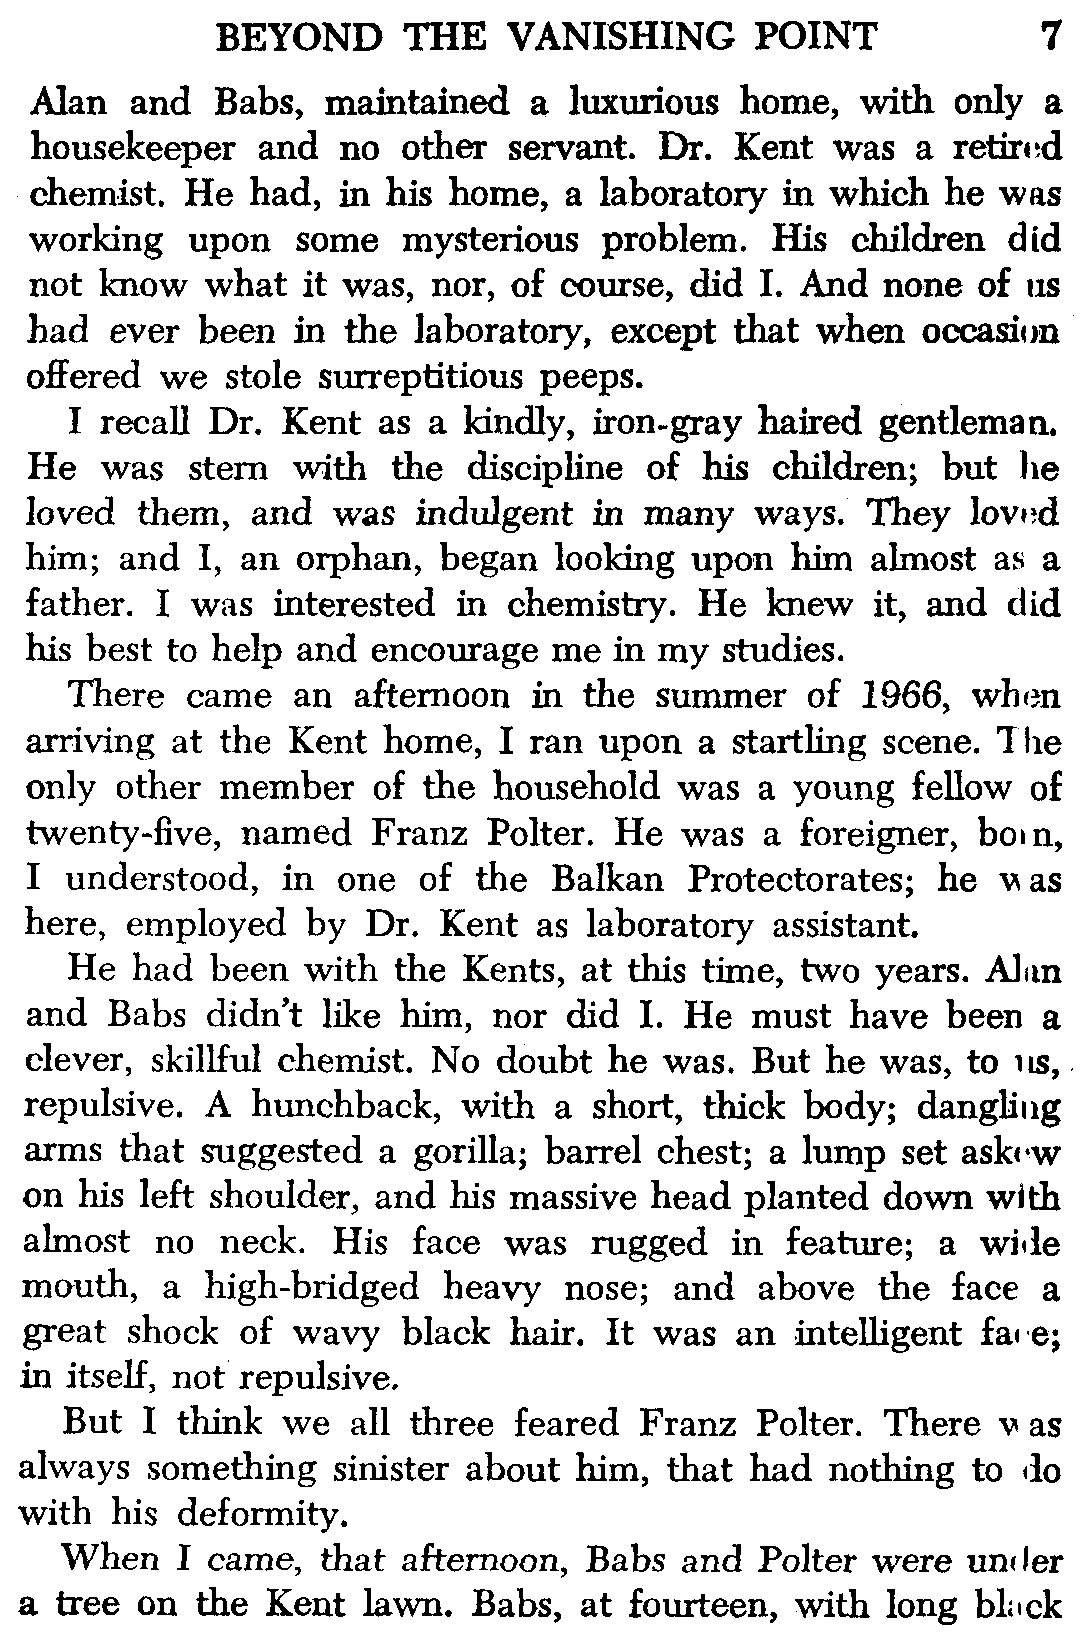 BEYOND THE VANISHING POINT 7
Alan and Babs, maintained a luxurious home, with only a
housekeeper and no other servant. Dr. Kent was a retired
chemist. He had, in his home, a laboratory in which he was
working upon some mysterious problem. His children did
not know what it was, nor, of course, did I. And none of us
had ever been in the laboratory, except that when occasion
offered we stole surreptitious peeps.
I recall Dr. Kent as a kindly, iron-gray haired gentleman.
He was stern with the discipline of his children; but he
loved them, and was indulgent in many ways. They loved
him; and I, an orphan, began looking upon him almost as a
father. I was interested in chemistry. He knew it, and did
his best to help and encourage me in my studies.
There came an afternoon in the summer of 1966, when
arriving at the Kent home, I ran upon a startling scene. The
only other member of the household was a young fellow of
twenty-five, named Franz Polter. He was a foreigner, born,
I understood, in one of the Balkan Protectorates; he was
here, employed by Dr. Kent as laboratory assistant.
He had been with the Kents, at this time, two years. Alan
and Babs didn't like him, nor did I. He must have been a
clever, skillful chemist. No doubt he was. But he was, to us,
repulsive. A hunchback, with a short, thick body; dangling
arms that suggested a gorilla; barrel chest; a lump set askew
on his left shoulder, and his massive head planted down with
almost no neck. His face was rugged in feature; a wide
mouth, a high-bridged heavy nose; and above the face a
great shock of wavy black hair. It was an intelligent face;
in itself, not repulsive.
But I think we all three feared Franz Polter. There was
always something sinister about him, that had nothing to do
with his deformity.
When I came, that afternoon, Babs and Polter were under
a tree on the Kent lawn. Babs, at fourteen, with long black